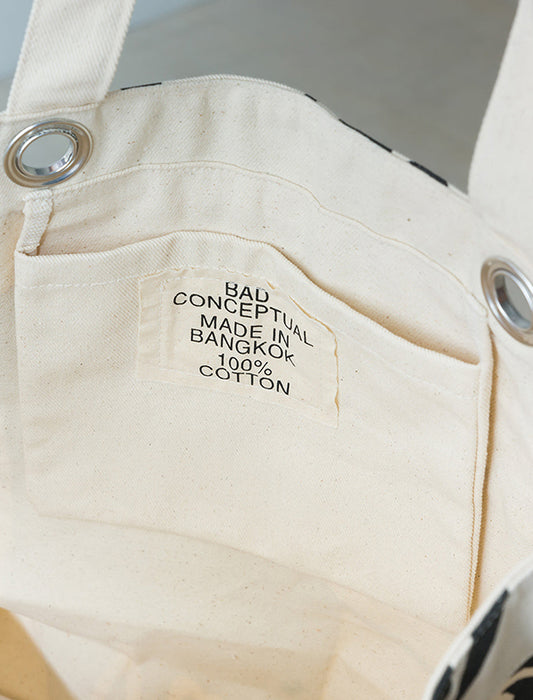 BAD
CONCEPTUAL
MADE IN
BANGKOK
100%
COTTON